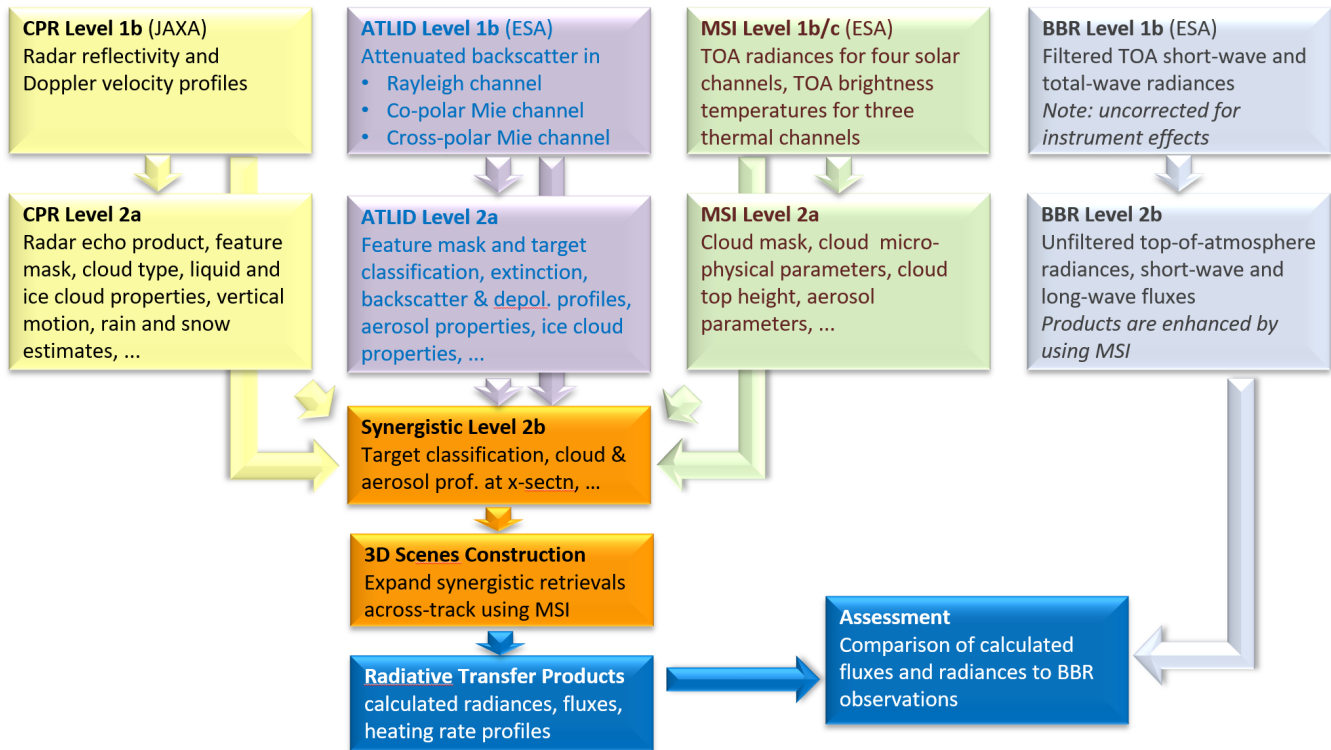 CPR Level 1b (JAXA)
Radar reflectivity and
Doppler velocity profiles
ATLID Level 1b (ESA)
Attenuated backscatter in
• Rayleigh channel
• Co-polar Mie channel
• Cross-polar Mie channel
MSI Level 1b/c (ESA)
TOA radiances for four solar
channels, TOA brightness
temperatures for three
thermal channels
BBR Level 1b (ESA)
Filtered TOA short-wave and
total-wave radiances
Note: uncorrected for
instrument effects
CPR Level 2a
Radar echo product, feature
mask, cloud type, liquid and
ice cloud properties, vertical
motion, rain and snow
estimates, ...
ATLID Level 2a
Feature mask and target
classification, extinction,
backscatter & depol. profiles,
aerosol properties, ice cloud
properties, ...
MSI Level 2a
Cloud mask, cloud micro-
physical parameters, cloud
top height, aerosol
parameters, ...
BBR Level 2b
Unfiltered top-of-atmosphere
radiances, short-wave and
long-wave fluxes
Products are enhanced by
using MSI
Synergistic Level 2b
Target classification, cloud &
aerosol prof. at x-sectn, ...
3D Scenes Construction
Expand synergistic retrievals
across-track using MSI
Radiative Transfer Products
calculated radiances, fluxes,
heating rate profiles
Assessment
Comparison of calculated
fluxes and radiances to BBR
observations